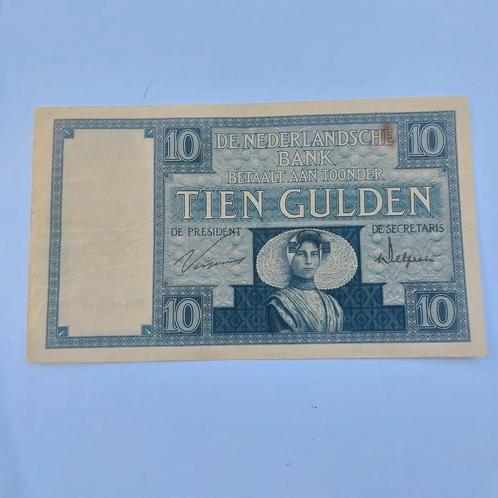 10 DE NEDERLANDSCHE 10
BANK
BETAALT AAN TOONDER
TIEN GULDEN
DE PRESIDENT DE SECRETARIS
10 10